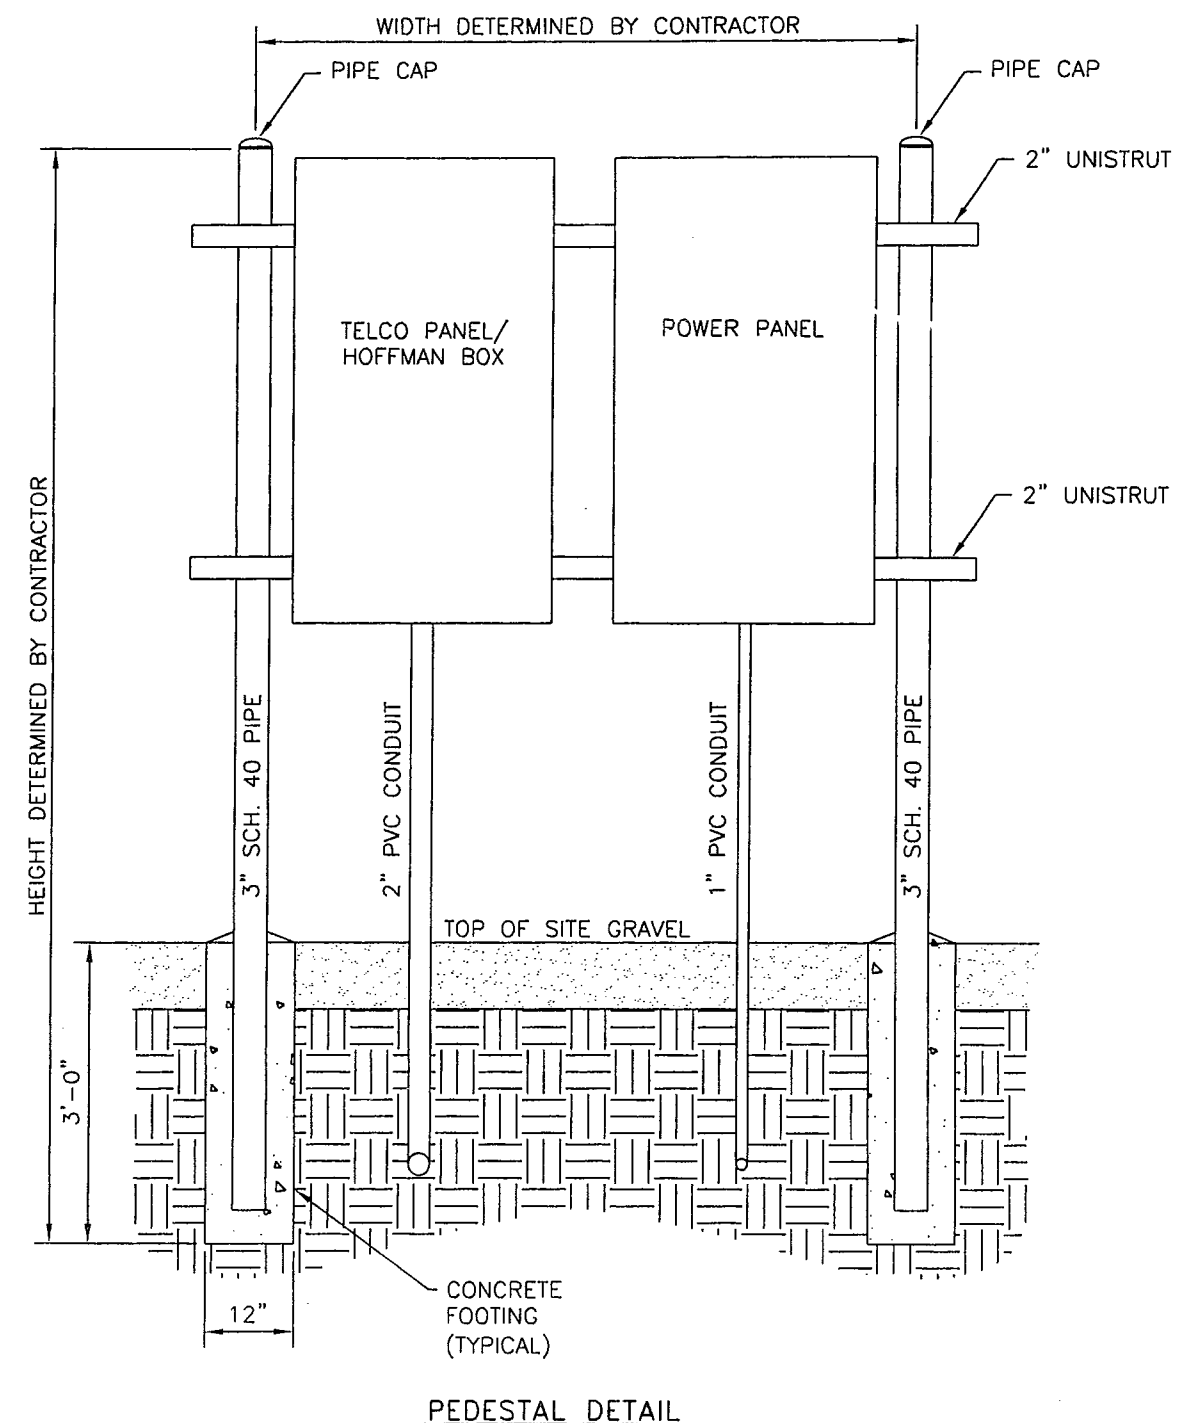 WIDTH DETERMINED BY CONTRACTOR
PIPE CAP
PIPE CAP
2" UNISTRUT
TELCO PANEL/
HOFFMAN BOX
POWER PANEL
2" UNISTRUT
HEIGHT DETERMINED BY CONTRACTOR
3" SCH. 40 PIPE
2" PVC CONDUIT
1" PVC CONDUIT
3" SCH. 40 PIPE
TOP OF SITE GRAVEL
3'-0"
12"
CONCRETE
FOOTING
(TYPICAL)
PEDESTAL DETAIL